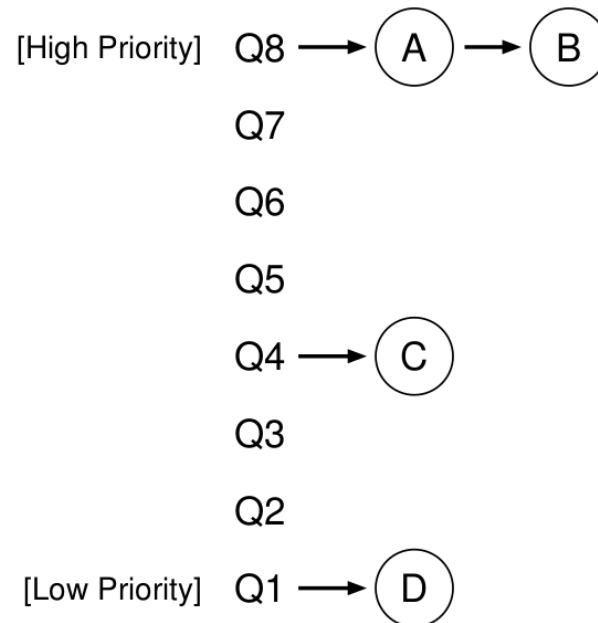 [High Priority] Q8 A B
Q7
Q6
Q5
Q4 C
Q3
Q2
[Low Priority] Q1 D